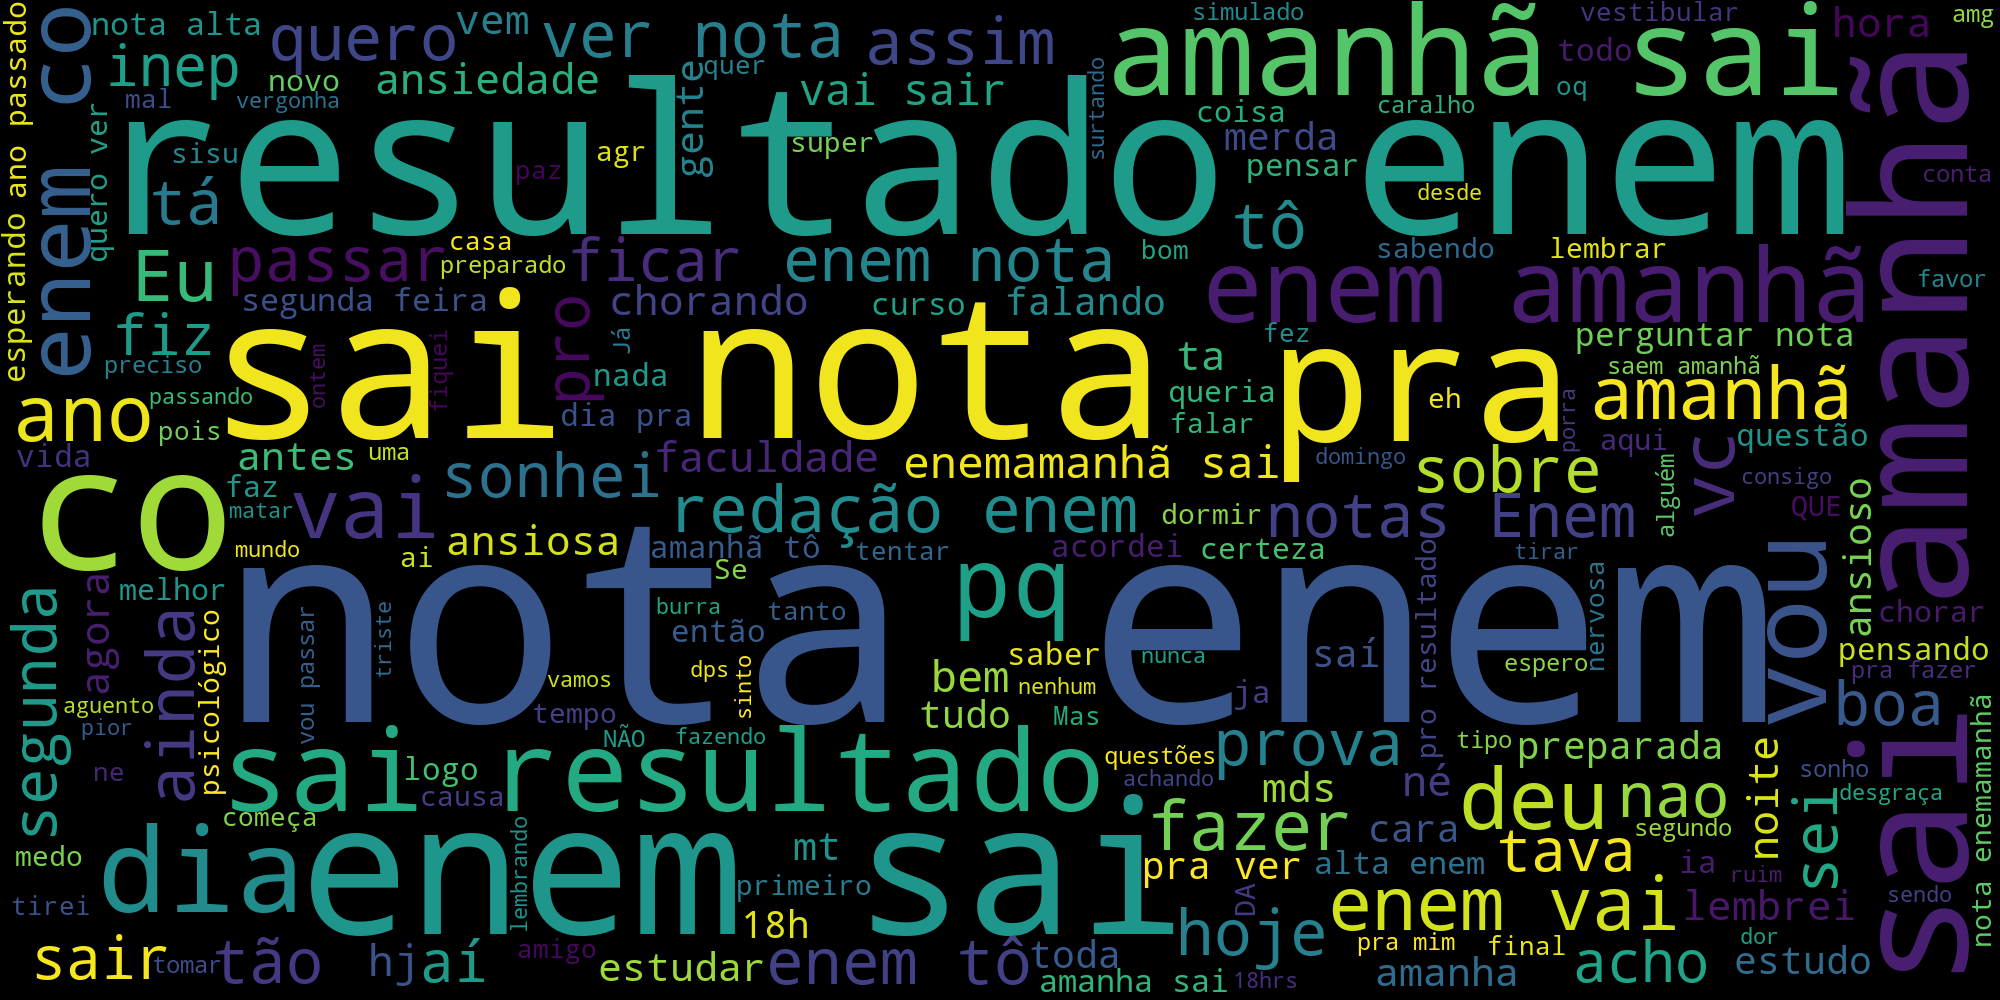 nota alta
quero
vem
ver nota
assim
amanhã sai
simulado
vestibular
hora
amg
inep
novo
ansiedade
quer
vai sair
coisa
caralho
todo
oq
mal
vergonha
enem co
esperando ano passado
quero ver
sisu
tá
resultado enem
paz
agr
gente
super
surtando
merda
pensar
desde
conta
amanhã sai
Eu
passar
casa
preparado
ficar
enem nota
bom
tô
sabendo
lembrar
enem amanhã
favor
fiz
segunda feira
chorando
curso
falando
fez
perguntar nota
preciso
sai nota pra
pro
Já
nada
ta
queria
falar
eh
saem amanhã
amanhã
ano
passando
pois
ontem
fiquei
dia pra
porra
aqui
vc
questão
vida
antes
uma
sonhei
faculdade
enemamanhã sai
domingo
sobre
consigo
co
faz
matar
vai
redação enem
dormir
notas Enem
alguém
QUE
ansioso
mundo
ai
ansiosa
amanhã tô
tentar
acordei
certeza
tirar
melhor
Se
pq
vou
chorar
segunda
agora
ainda
psicológico
vou passar
triste
nota enem
burra
tanto
então
saber
nunca
saí
pro resultado
espero
nervosa
pensando
pra fazer
aguento
pior
vamos
dps
sinto
bem
nenhum
ja
boa
tempo
tudo
Mas
NÃO
fazendo
sai resultado
questões
prova
tipo
preparada
noite
sonho
ne
logo
causa
achando
mds
né
deu
nao
sei
desgraça
nota enemamanhã
começa
medo
dia
enem sai
lembrando
mt
fazer
cara
segundo
tava
primeiro
pra ver
alta enem
ia
ruim
tirei
18h
DA
enem vai
lembrei
sendo
sair
tomar
tão
hj
aí
amigo
estudar
enem tô
toda
hoje
pra mim
final
acho
dor
estudo
amanha sai
18hrs
amanha